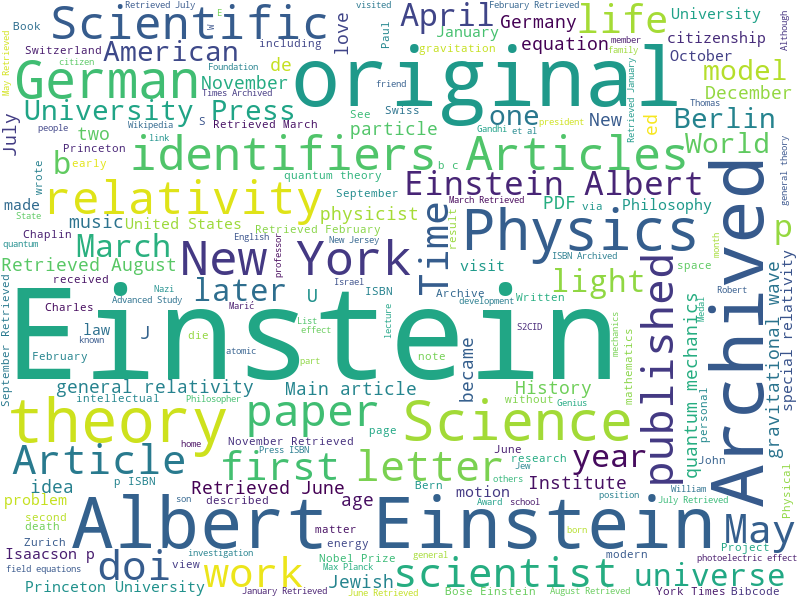 Retrieved July
Book
Scientific
E
W
visited
Paul
February Retrieved
April
Germany
life
University
Although
May Retrieved
Switzerland
American
including
love
January
gravitation
equation
member
family
citizenship
October
original
German
citizen
Foundation
November
de
friend
model
December
Times Archived
University Press
See
Swiss
one
New
president
Retrieved January
ed
Thomas
Berlin
July
people
Wikipedia
S
Retrieved March
particle
Gandhi
et al
World
two
link
Princeton
b
early
identifiers
b c
Articles
general theory
wrote
quantum theory
relativity
September
Einstein Albert
made
music
United States
physicist
March Retrieved
PDF
via
Philosophy
State
Chaplin
Retrieved February
Time
result
Physics
p
quantum
March
English
professor
New Jersey
New York
ISBN Archived
month
space
Retrieved August
received
Israel
visit
light
Archived
September Retrieved
Charles
Nazi
Advanced Study
later
U
ISBN
Archive
development
Written
published
Robert
gravitational wave
special relativity
Einstein
law
known
J
Marić
List
effect
lecture
S2CID
quantum mechanics
Medal
February
die
atomic
part
note
became
mechanics
mathematics
general relativity
Main article
History
intellectual
Philosopher
without
Genius
personal
theory
paper
page
Science
home
November Retrieved
Press ISBN
June
Jew
research
others
year
John
Article
first letter
idea
p ISBN
Retrieved June
Bern
Institute
William
July Retrieved
Physical
problem
son
described
age
motion
Award
school
position
second
death
Albert Einstein
born
May
Zurich
matter
energy
modern
Project
Isaacson p
investigation
view
Nobel Prize
general
photoelectric effect
field equations
doi
work
Max Planck
Jewish
scientist
universe
Princeton University
January Retrieved
June Retrieved
Bose Einstein
August Retrieved
York Times
Bibcode